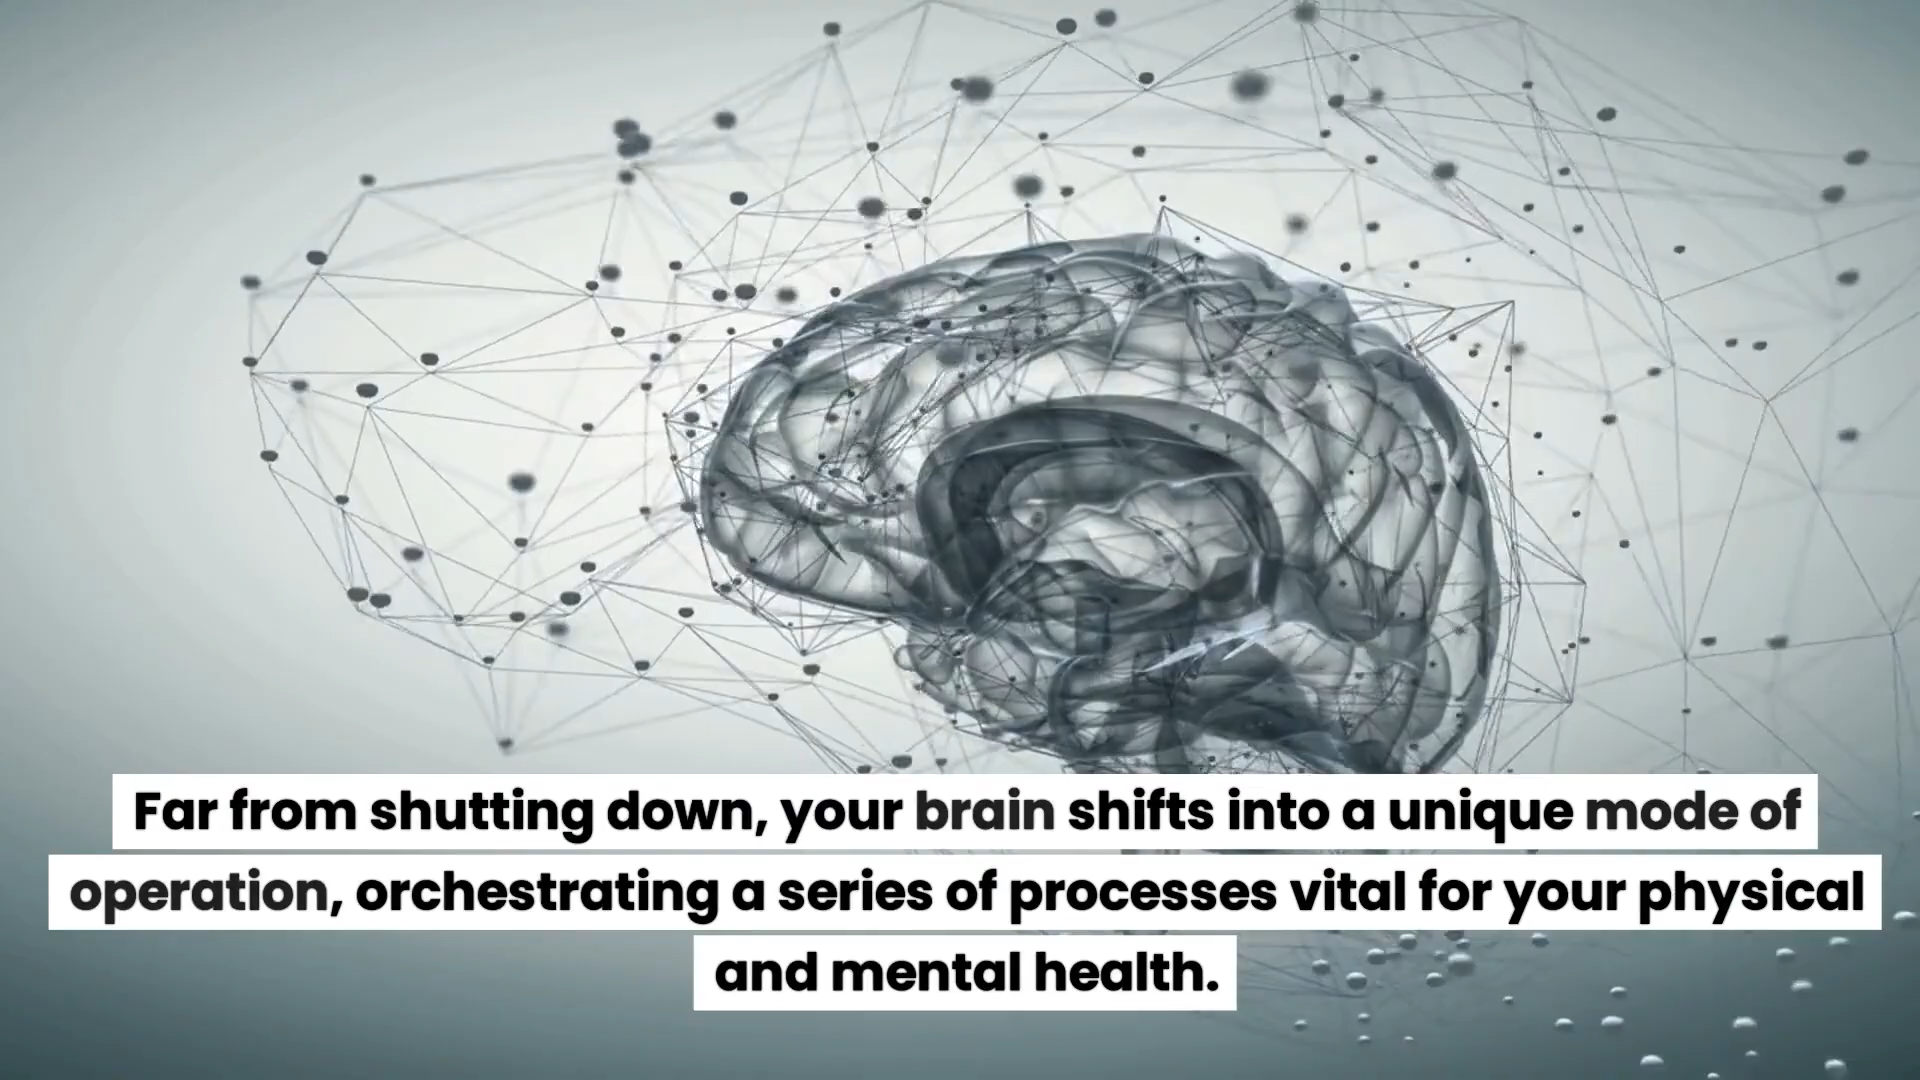 Far from shutting down, your brain shifts into a unique mode of
operation, orchestrating a series of processes vital for your physical
and mental health.